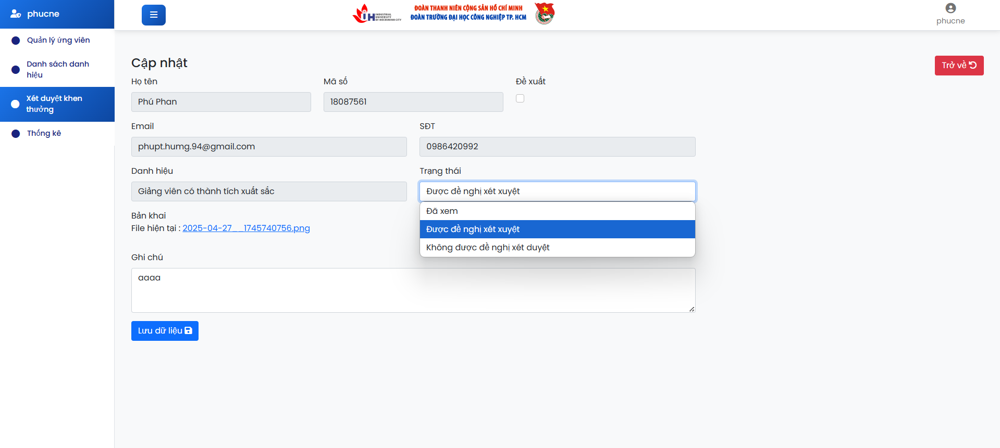 phucne
Quản lý ứng viên
Danh sách danh
hiệu
Xét duyệt khen
thưởng
Thống kê
IUH INDUSTRIAL
UNIVERSITY
OF HOCHIMINH CITY
ĐOÀN THANH NIÊN CỘNG SẢN HỒ CHÍ MINH
ĐOÀN TRƯỜNG ĐẠI HỌC CÔNG NGHIỆP TP. HCM
phucne
Cập nhật
Trở về
Họ tên
Mã số
Đề xuất
Phú Phan
18087561
Email
SĐT
phupt.humg.94@gmail.com
0986420992
Danh hiệu
Trạng thái
Giảng viên có thành tích xuất sắc
Được đề nghị xét xuyệt
Đã xem
Được đề nghị xét xuyệt
Không được đề nghị xét duyệt
Bản khai
File hiện tại : 2025-04-27__1745740756.png
Ghi chú
aaaa
Lưu dữ liệu